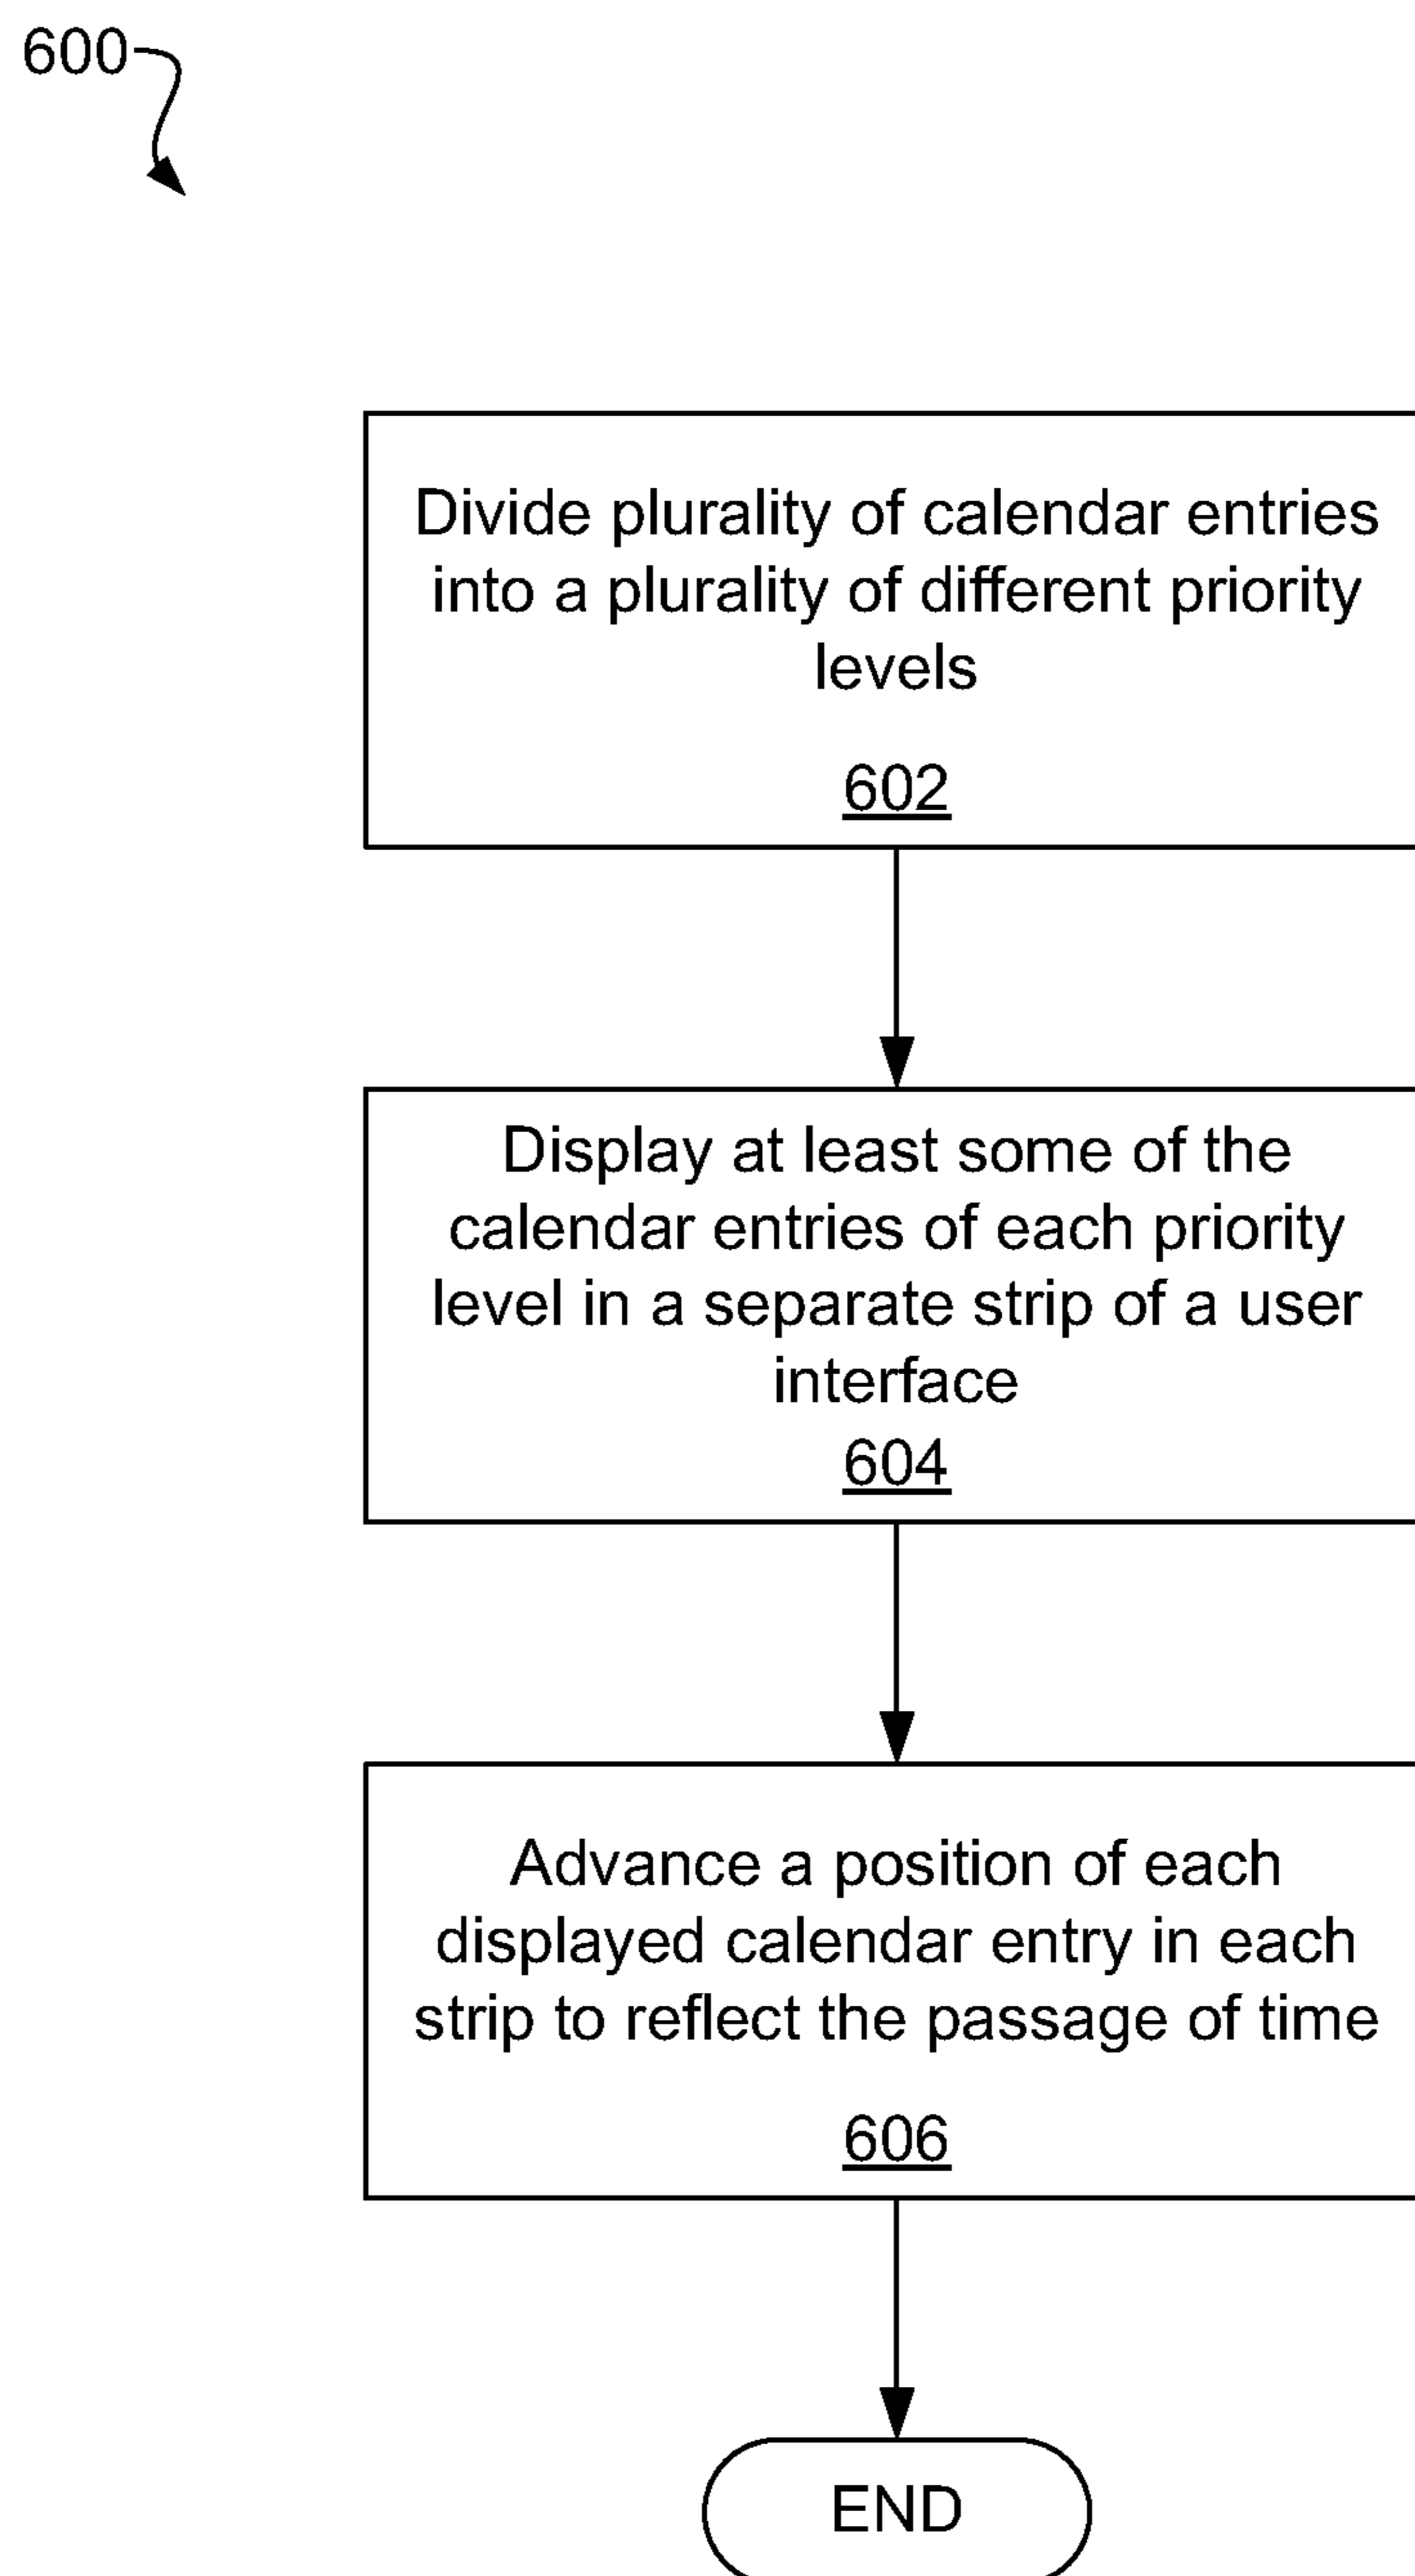 600
Divide plurality of calendar entries
into a plurality of different priority
levels
602
Display at least some of the
calendar entries of each priority
level in a separate strip of a user
interface
604
Advance a position of each
displayed calendar entry in each
strip to reflect the passage of time
606
END